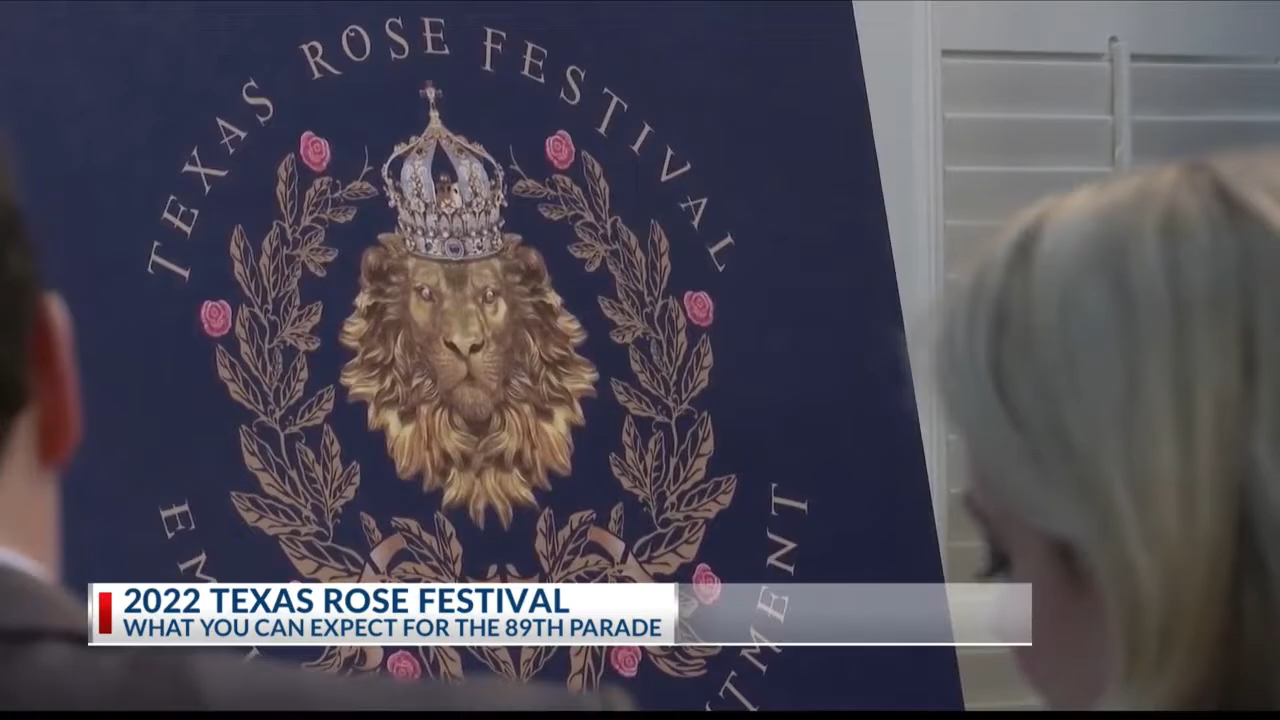 TEXAS ROSE FESTIVAL
2022 TEXAS ROSE FESTIVAL
WHAT YOU CAN EXPECT FOR THE 89TH PARADE